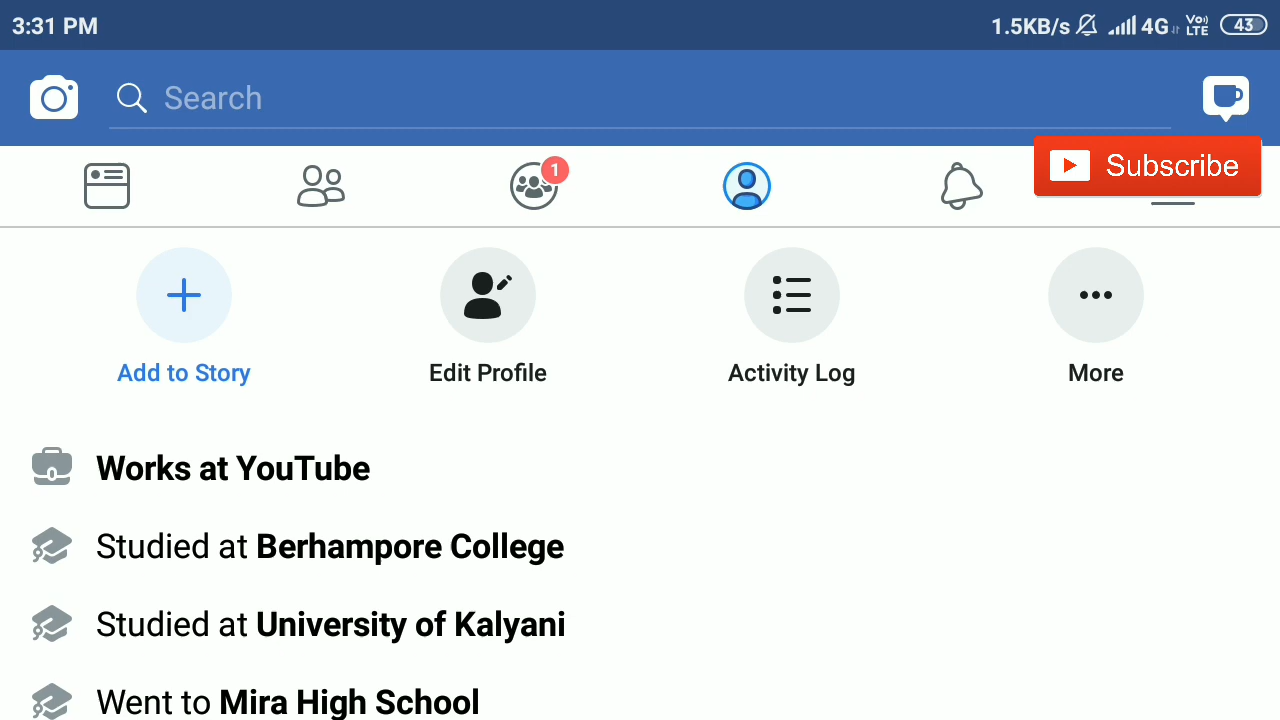 3:31 PM 1.5KB/s 4G Vo) LTE 43
Search
1
Subscribe
Add to Story Edit Profile Activity Log More
Works at YouTube
Studied at Berhampore College
Studied at University of Kalyani
Went to Mira High School